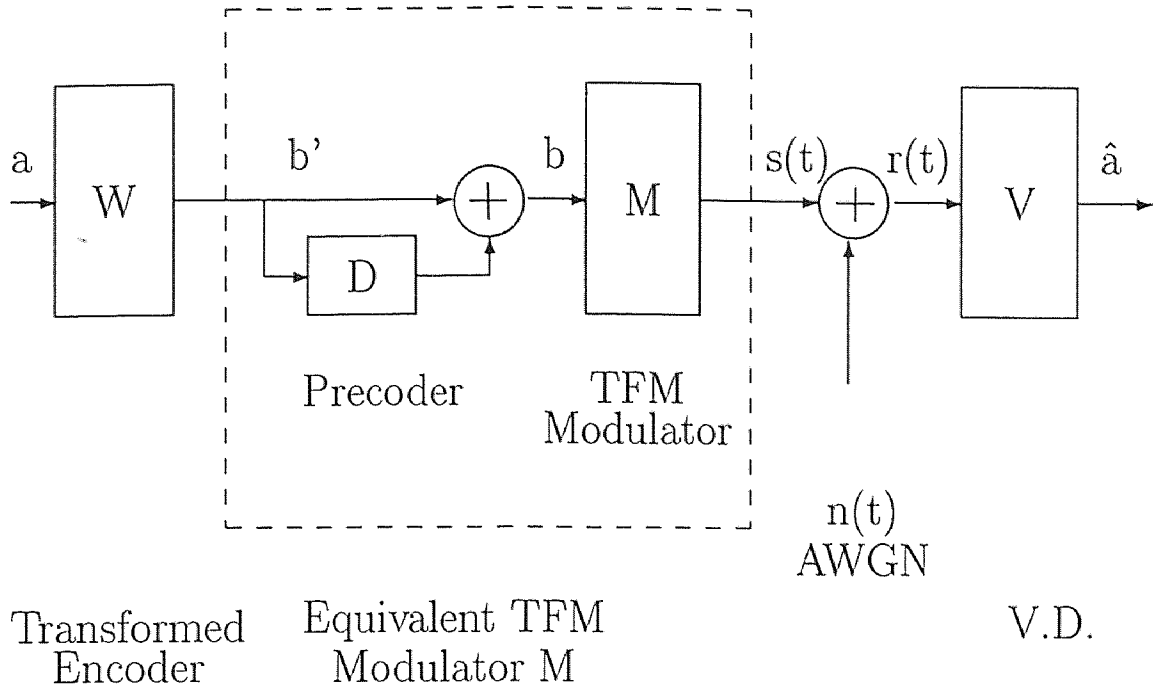 a
W
b'
+
b
M
s(t)
+
r(t)
V
â
D
Precoder
TFM
Modulator
n(t)
AWGN
Transformed
Encoder
Equivalent TFM
Modulator M
V.D.